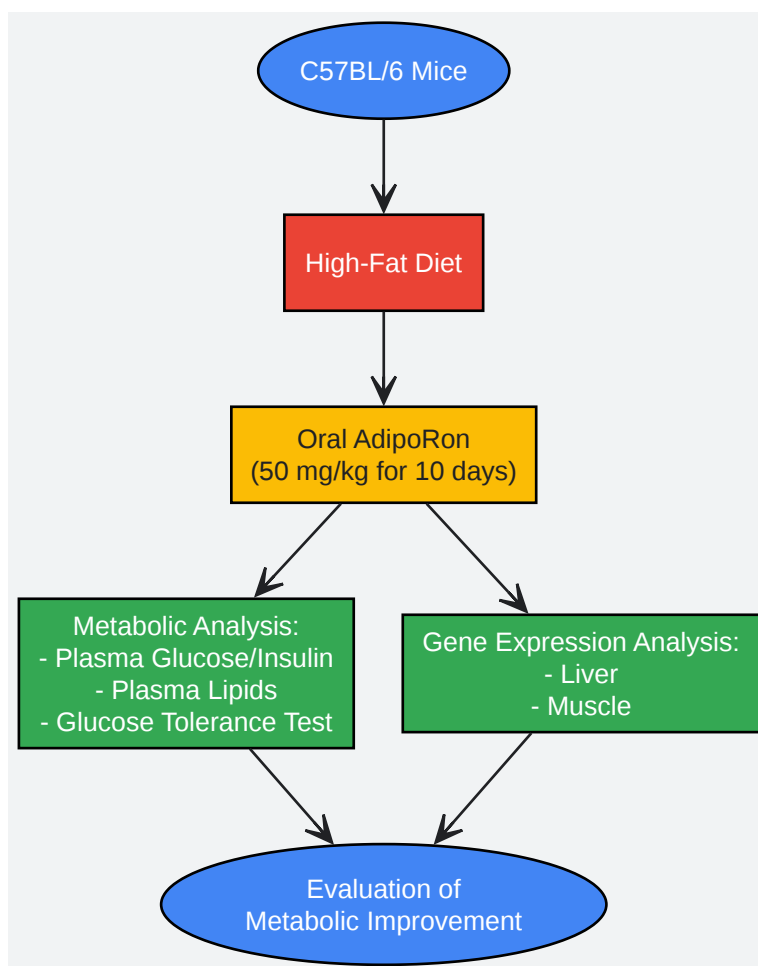 C57BL/6 Mice
High-Fat Diet
Oral AdipoRon
(50 mg/kg for 10 days)
Metabolic Analysis:
- Plasma Glucose/Insulin
- Plasma Lipids
- Glucose Tolerance Test
Gene Expression Analysis:
- Liver
- Muscle
Evaluation of
Metabolic Improvement